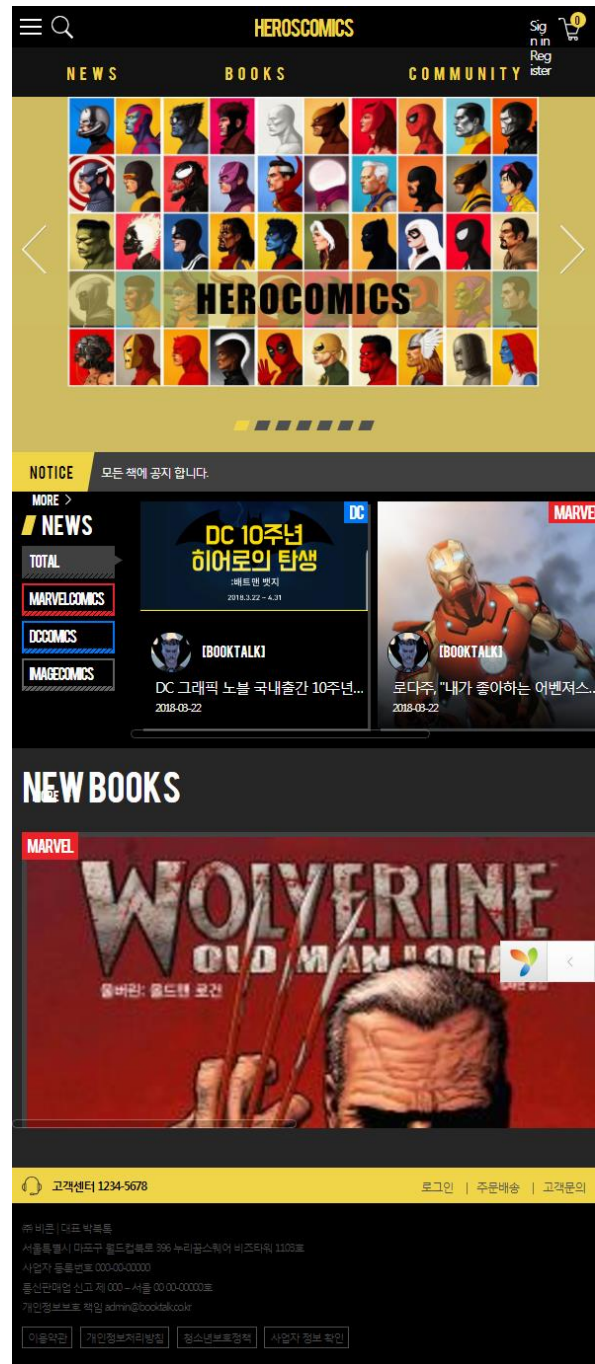 HEROSCOMICS
Sign in
Register
0
NEWS
BOOKS
COMMUNITY
HEROCOMICS
NOTICE
모든 책에 공지 합니다.
MORE >
NEWS
TOTAL
MARVELCOMICS
DCCOMICS
IMAGECOMICS
DC
DC 10주년
히어로의 탄생
:배트맨 뱃지
2018.3.22 – 4.31
[BOOKTALK]
DC 그래픽 노블 국내출간 10주년...
2018-03-22
MARVE
[BOOKTALK]
로다주, "내가 좋아하는 어벤져스..
2018-03-22
NEW BOOKS
MORE
MARVEL
WOLVERINE
OLD MAN LOGA
울버린: 올드맨 로건
고객센터 1234-5678
로그인 | 주문배송 | 고객문의
㈜ 비콘 | 대표 박북톡
서울특별시 마포구 월드컵북로 396 누리꿈스퀘어 비즈타워 1105호
사업자 등록번호 000-00-00000
통신판매업 신고 제 000 – 서울 00 00-00000호
개인정보보호 책임 admin@booktalk.co.kr
이용약관
개인정보처리방침
청소년보호정책
사업자 정보 확인